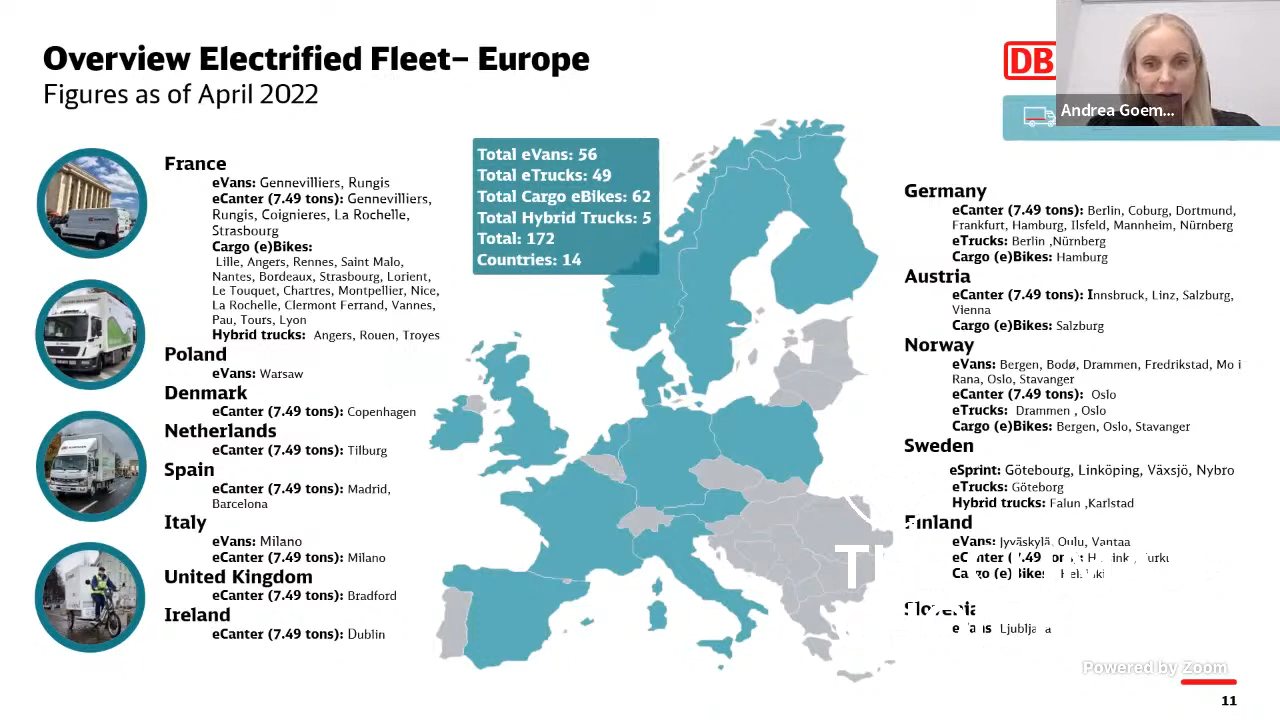 Overview Electrified Fleet– Europe
Figures as of April 2022
DB
Andrea Goem...
France
eVans: Gennevilliers, Rungis
eCanter (7.49 tons): Gennevilliers,
Rungis, Coignieres, La Rochelle,
Strasbourg
Cargo (e)Bikes:
Lille, Angers, Rennes, Saint Malo,
Nantes, Bordeaux, Strasbourg, Lorient,
Le Touquet, Chartres, Montpellier, Nice,
La Rochelle, Clermont Ferrand, Vannes,
Pau, Tours, Lyon
Hybrid trucks: Angers, Rouen, Troyes
Poland
eVans: Warsaw
Denmark
eCanter (7.49 tons): Copenhagen
Netherlands
eCanter (7.49 tons): Tilburg
Spain
eCanter (7.49 tons): Madrid,
Barcelona
Italy
eVans: Milano
eCanter (7.49 tons): Milano
United Kingdom
eCanter (7.49 tons): Bradford
Ireland
eCanter (7.49 tons): Dublin
Total eVans: 56
Total eTrucks: 49
Total Cargo eBikes: 62
Total Hybrid Trucks: 5
Total: 172
Countries: 14
Germany
eCanter (7.49 tons): Berlin, Coburg, Dortmund,
Frankfurt, Hamburg, Ilsfeld, Mannheim, Nürnberg
eTrucks: Berlin ,Nürnberg
Cargo (e)Bikes: Hamburg
Austria
eCanter (7.49 tons): Innsbruck, Linz, Salzburg,
Vienna
Cargo (e)Bikes: Salzburg
Norway
eVans: Bergen, Bodø, Drammen, Fredrikstad, Mo i
Rana, Oslo, Stavanger
eCanter (7.49 tons): Oslo
eTrucks: Drammen , Oslo
Cargo (e)Bikes: Bergen, Oslo, Stavanger
Sweden
eSprint: Götebourg, Linköping, Växsjö, Nybro
eTrucks: Göteborg
Hybrid trucks: Falun ,Karlstad
Finland
eVans: Jyväskylä, Oulu, Vantaa
Slovenia
Powered by Zoom
11